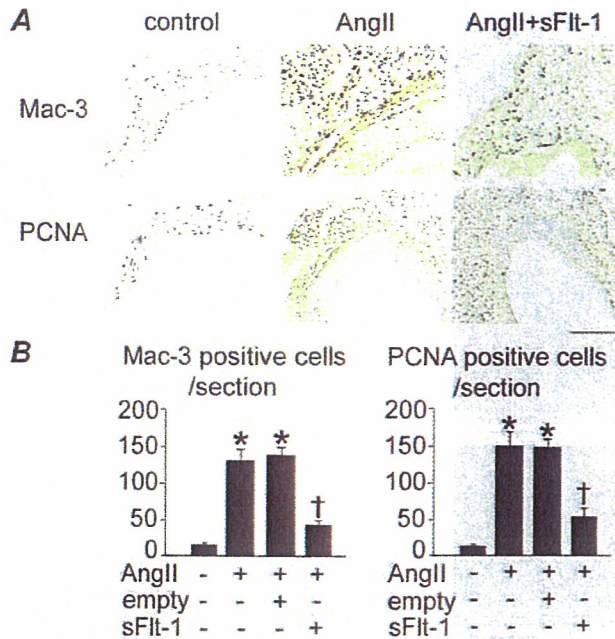 A control AngII AngII+sFlt-1
Mac-3
PCNA
B Mac-3 positive cells PCNA positive cells
/section /section
200 200
150 * * 150 * *
100 100
50 † 50 †
0 0
AngII - + + + AngII - + + +
empty - - + - empty - - + -
sFlt-1 - - - + sFlt-1 - - - +